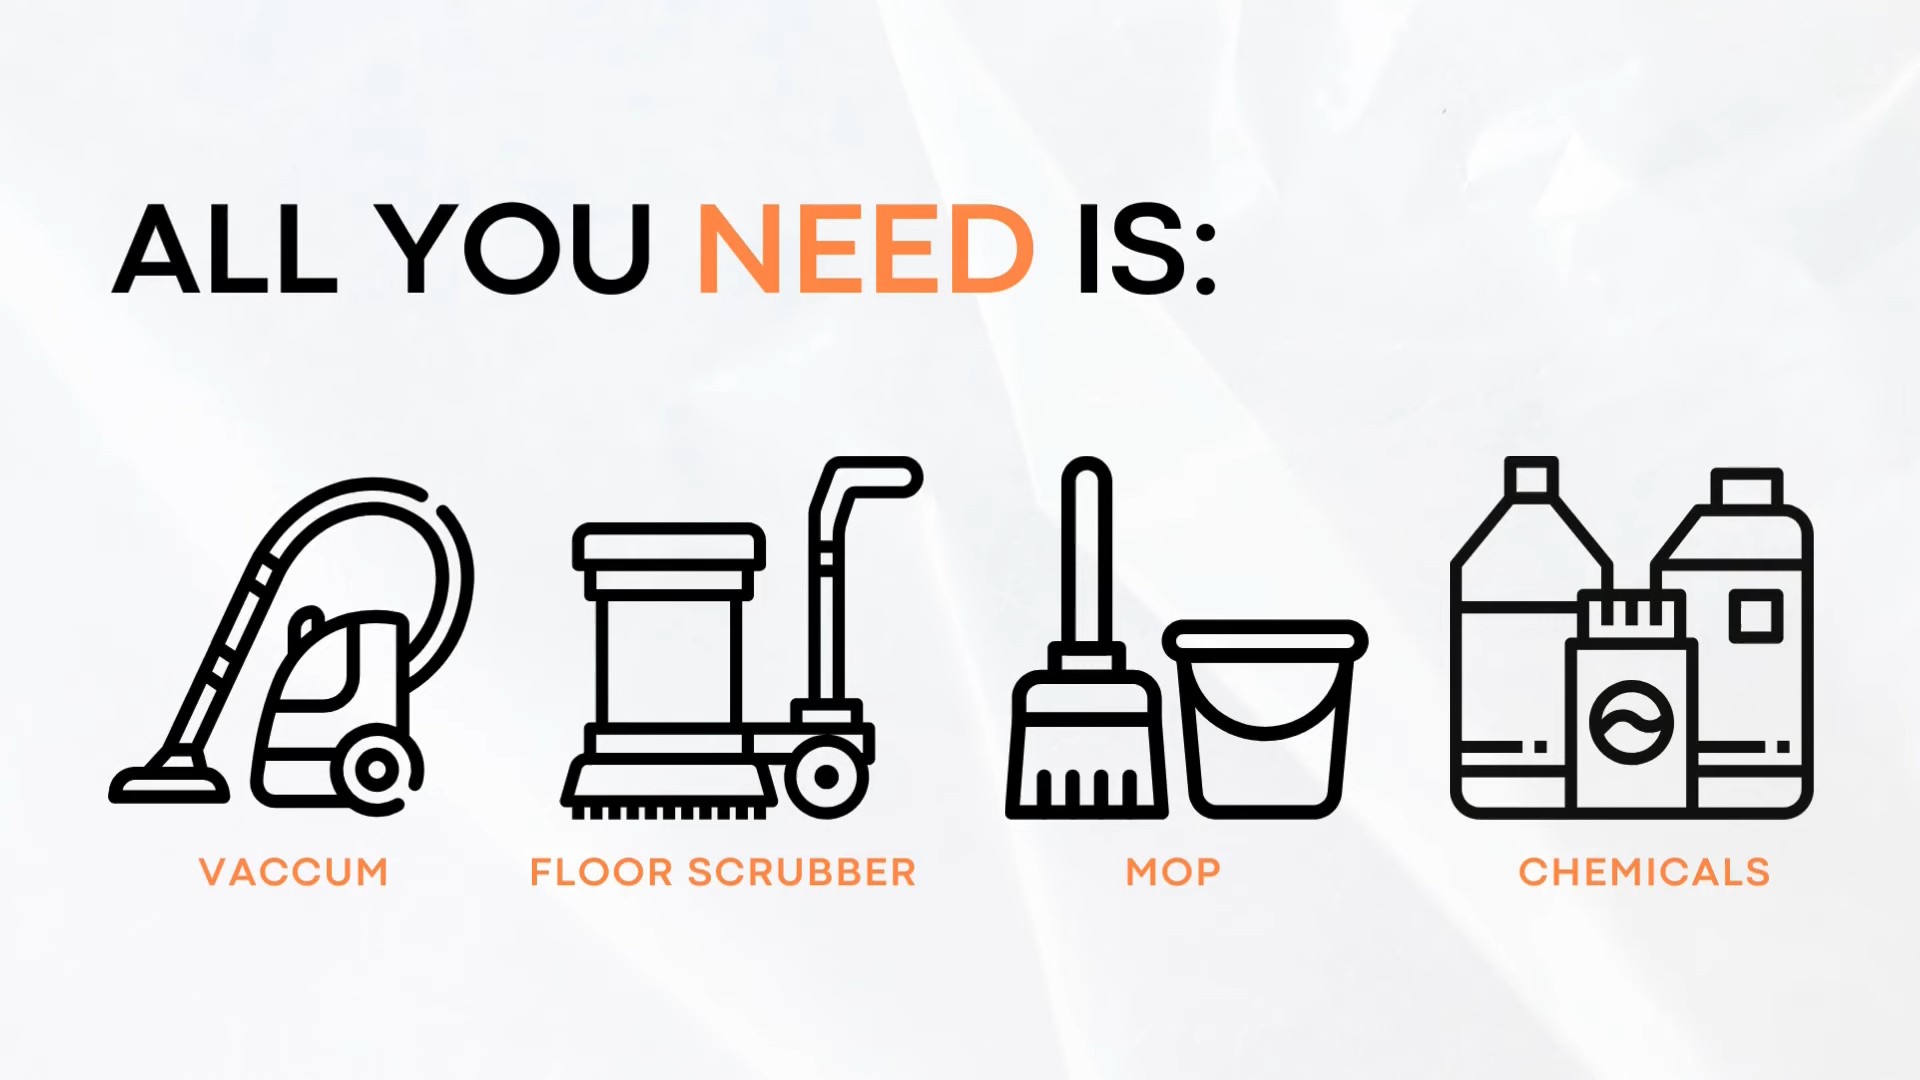 ALL YOU NEED IS:
VACCUM
FLOOR SCRUBBER
MOP
CHEMICALS